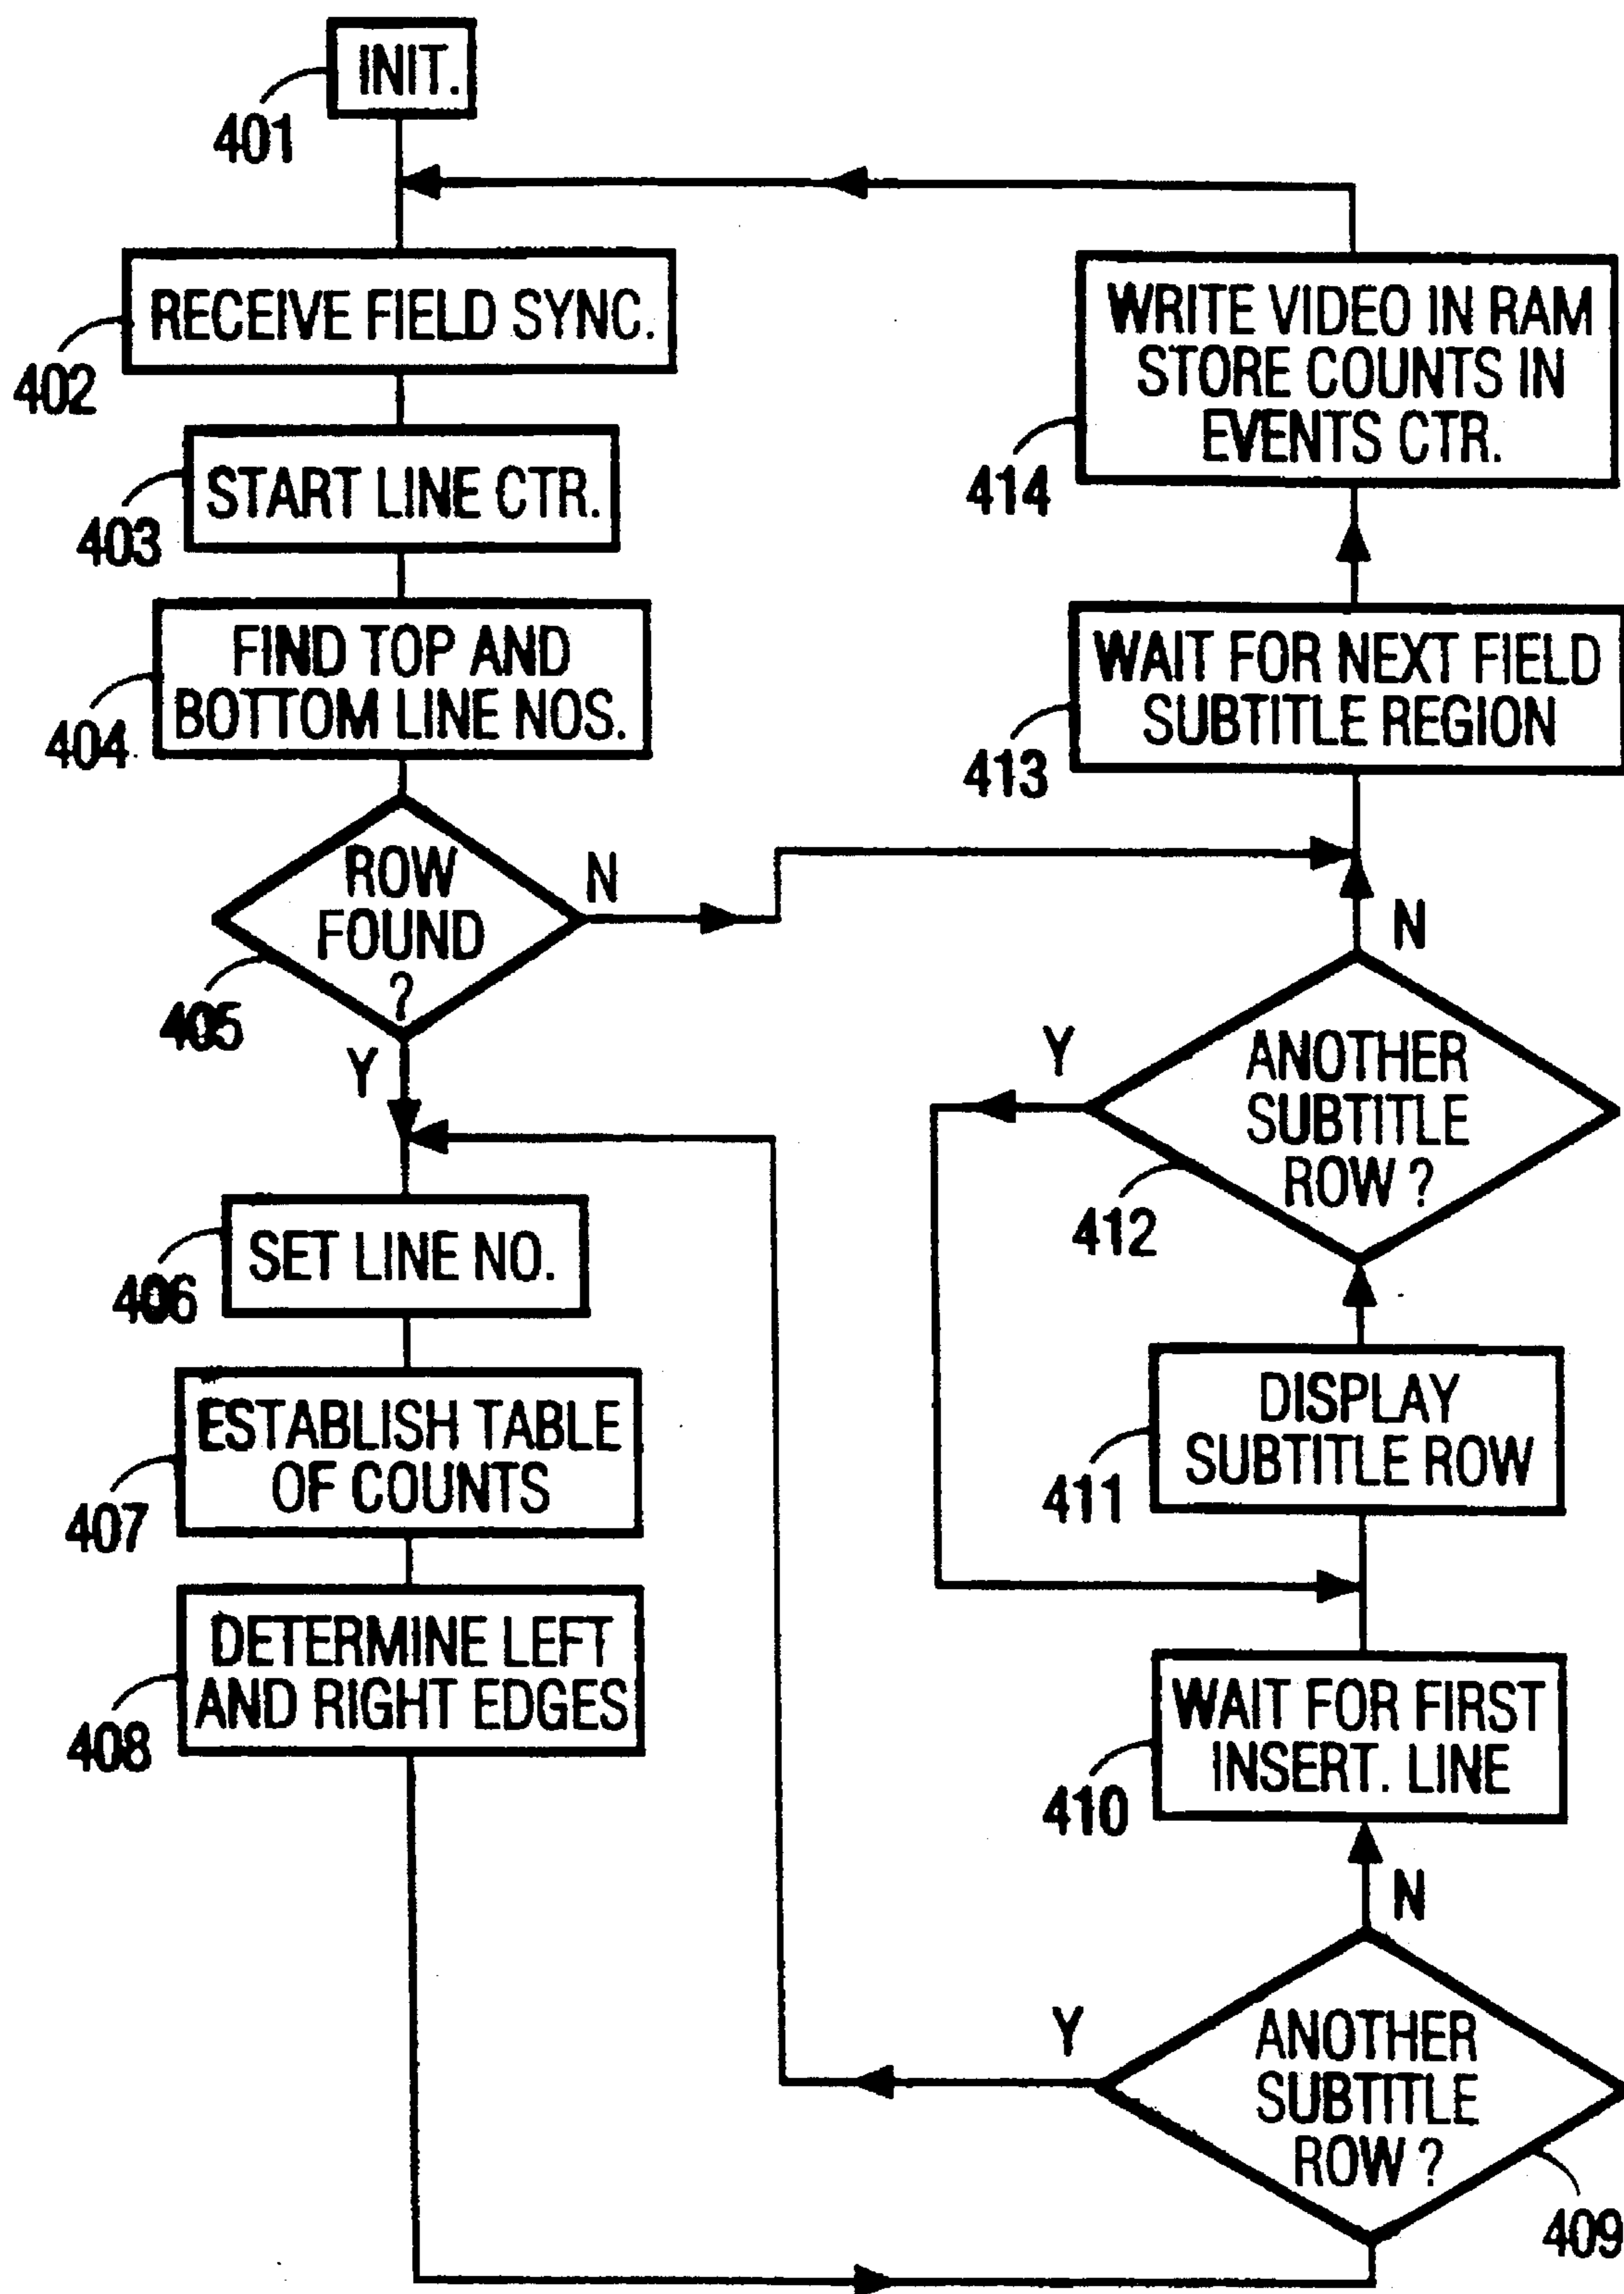 INIT.
401
RECEIVE FIELD SYNC.
402
START LINE CTR.
403
FIND TOP AND
BOTTOM LINE NOS.
404
ROW
FOUND
?
405
N
Y
SET LINE NO.
406
ESTABLISH TABLE
OF COUNTS
407
DETERMINE LEFT
AND RIGHT EDGES
408
WRITE VIDEO IN RAM
STORE COUNTS IN
EVENTS CTR.
414
WAIT FOR NEXT FIELD
SUBTITLE REGION
413
N
Y
ANOTHER
SUBTITLE
ROW ?
412
DISPLAY
SUBTITLE ROW
411
WAIT FOR FIRST
INSERT. LINE
410
N
Y
ANOTHER
SUBTITLE
ROW ?
409